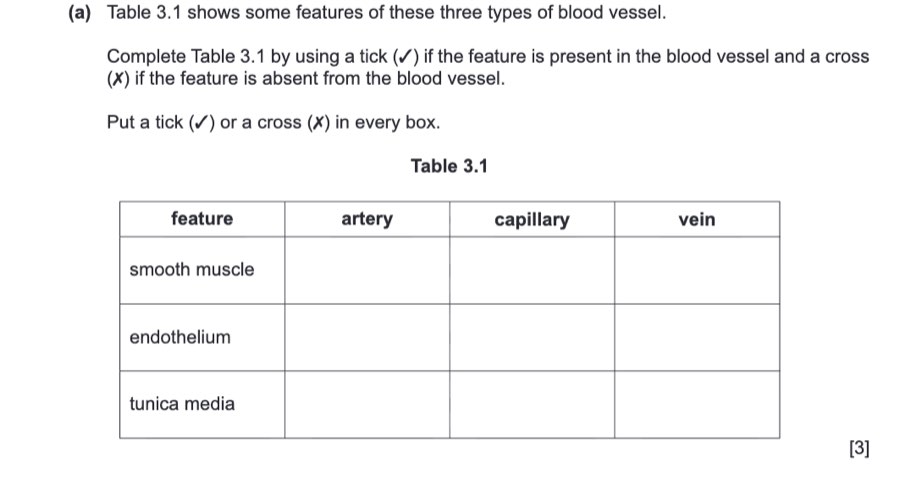 (a) Table 3.1 shows some features of these three types of blood vessel.
Complete Table 3.1 by using a tick (✓) if the feature is present in the blood vessel and a cross
(✗) if the feature is absent from the blood vessel.
Put a tick (✓) or a cross (✗) in every box.
Table 3.1
feature artery capillary vein
smooth muscle
endothelium
tunica media
[3]